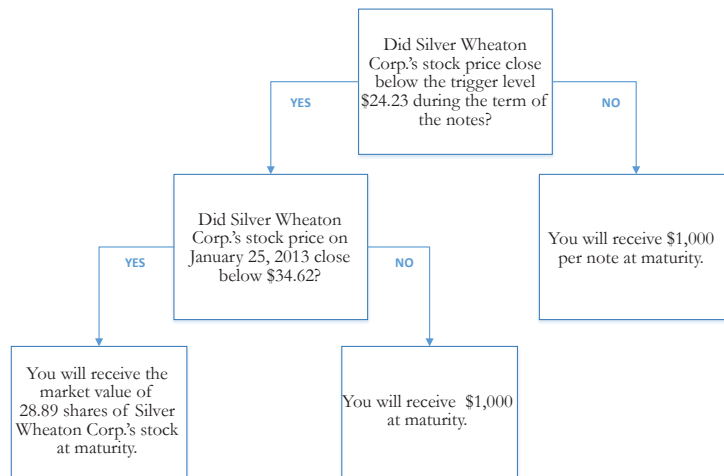 Did Silver Wheaton
Corp.'s stock price close
below the trigger level
$24.23 during the term of
the notes?
YES
NO
Did Silver Wheaton
Corp.'s stock price on
January 25, 2013 close
below $34.62?
You will receive $1,000
per note at maturity.
YES
NO
You will receive the
market value of
28.89 shares of Silver
Wheaton Corp.'s stock
at maturity.
You will receive $1,000
at maturity.